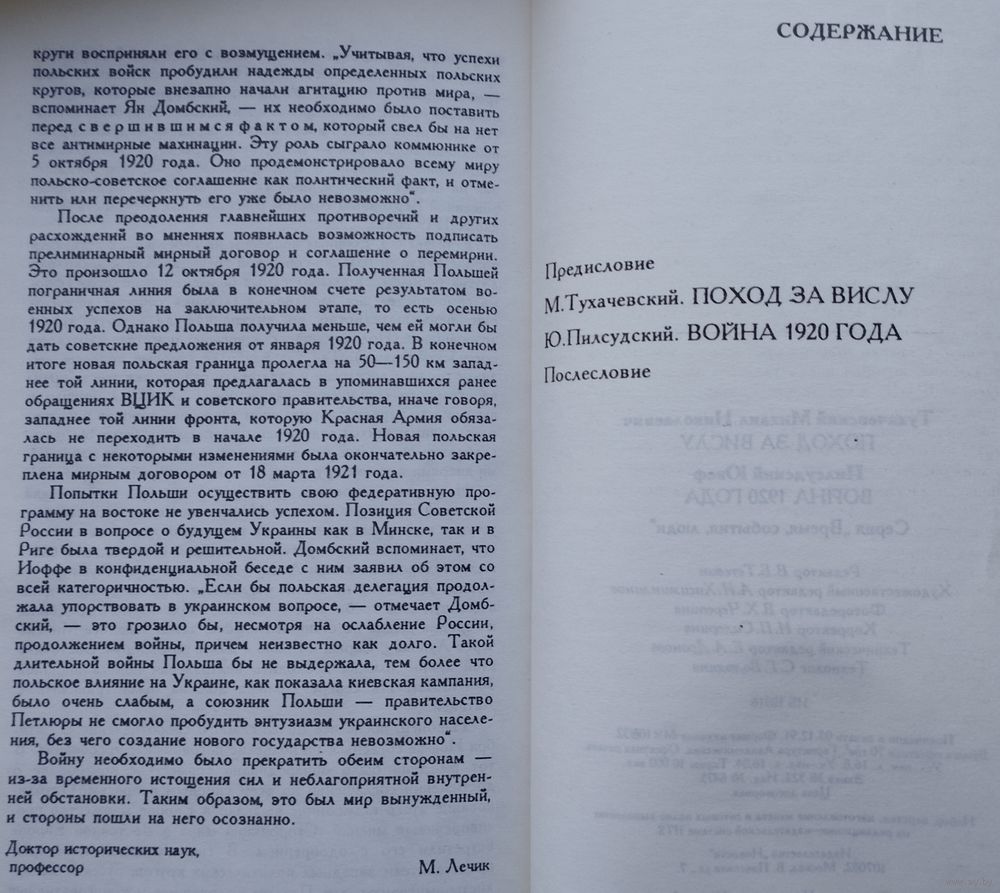 круги восприняли его с возмущением. „Учитывая, что успехи
польских войск пробудили надежды определенных польских
кругов, которые внезапно начали агитацию против мира, —
вспоминает Ян Домбский, — их необходимо было поставить
перед с в е р ш и в ш и м с я ф а к т о м, который свел бы на нет
все антимирные махинации. Эту роль сыграло коммюнике от
5 октября 1920 года. Оно продемонстрировало всему миру
польско-советское соглашение как политический факт, и отме-
нить или перечеркнуть его уже было невозможно“.
После преодоления главнейших противоречий и других
расхождений во мнениях появилась возможность подписать
прелиминарный мирный договор и соглашение о перемирии.
Это произошло 12 октября 1920 года. Полученная Польшей
пограничная линия была в конечном счете результатом во-
енных успехов на заключительном этапе, то есть осенью
1920 года. Однако Польша получила меньше, чем ей могли бы
дать советские предложения от января 1920 года. В конечном
итоге новая польская граница пролегла на 50—150 км запад-
нее той линии, которая предлагалась в упоминавшихся ранее
обращениях ВЦИК и советского правительства, иначе говоря,
западнее той линии фронта, которую Красная Армия обяза-
лась не переходить в начале 1920 года. Новая польская
граница с некоторыми изменениями была окончательно закре-
плена мирным договором от 18 марта 1921 года.
Попытки Польши осуществить свою федеративную про-
грамму на востоке не увенчались успехом. Позиция Советской
России в вопросе о будущем Украины как в Минске, так и в
Риге была твердой и решительной. Домбский вспоминает, что
Иоффе в конфиденциальной беседе с ним заявил об этом со
всей категоричностью. „Если бы польская делегация продол-
жала упорствовать в украинском вопросе, — отмечает Домб-
ский, — это грозило бы, несмотря на ослабление России,
продолжением войны, причем неизвестно как долго. Такой
длительной войны Польша бы не выдержала, тем более что
польское влияние на Украине, как показала киевская кампания,
было очень слабым, а союзник Польши — правительство
Петлюры не смогло пробудить энтузиазм украинского населе-
ния, без чего создание нового государства невозможно“.
Войну необходимо было прекратить обеим сторонам —
из-за временного истощения сил и неблагоприятной внутрен-
ней обстановки. Таким образом, это был мир вынужденный,
и стороны пошли на него осознанно.
Доктор исторических наук,
профессор М. Лечик
СОДЕРЖАНИЕ
Предисловие
М.Тухачевский. ПОХОД ЗА ВИСЛУ
Ю.Пилсудский. ВОЙНА 1920 ГОДА
Послесловие